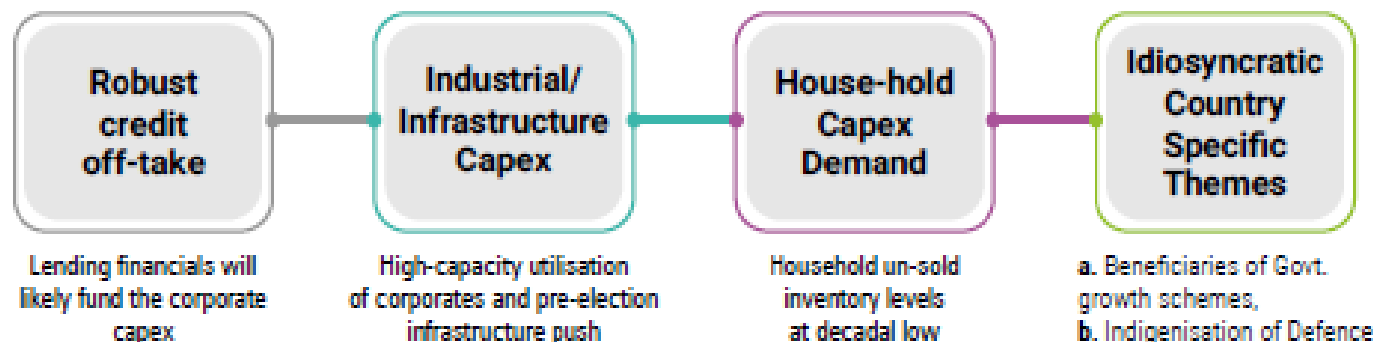 Robust
credit
off-take
Lending financials will
likely fund the corporate
capex
Industrial/
Infrastructure
Capex
High-capacity utilisation
of corporates and pre-election
infrastructure push
House-hold
Capex
Demand
Household un-sold
inventory levels
at decadal low
Idiosyncratic
Country
Specific
Themes
a. Beneficiaries of Govt.
growth schemes,
b. Indigenisation of Defence